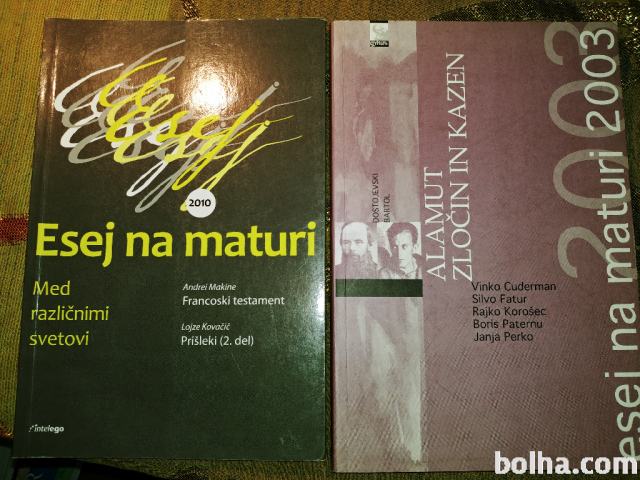 esej
2010
Esej na maturi
Med
različnimi
svetovi
Andrei Makine
Francoski testament
Lojze Kovačič
Prišleki (2. del)
intelego
DOSTOJEVSKI
BARTOL
ALAMUT
ZLOČIN IN KAZEN
Vinko Cuderman
Silvo Fatur
Rajko Korošec
Boris Paternu
Janja Perko
2003
esej na maturi 2003
bolha.com